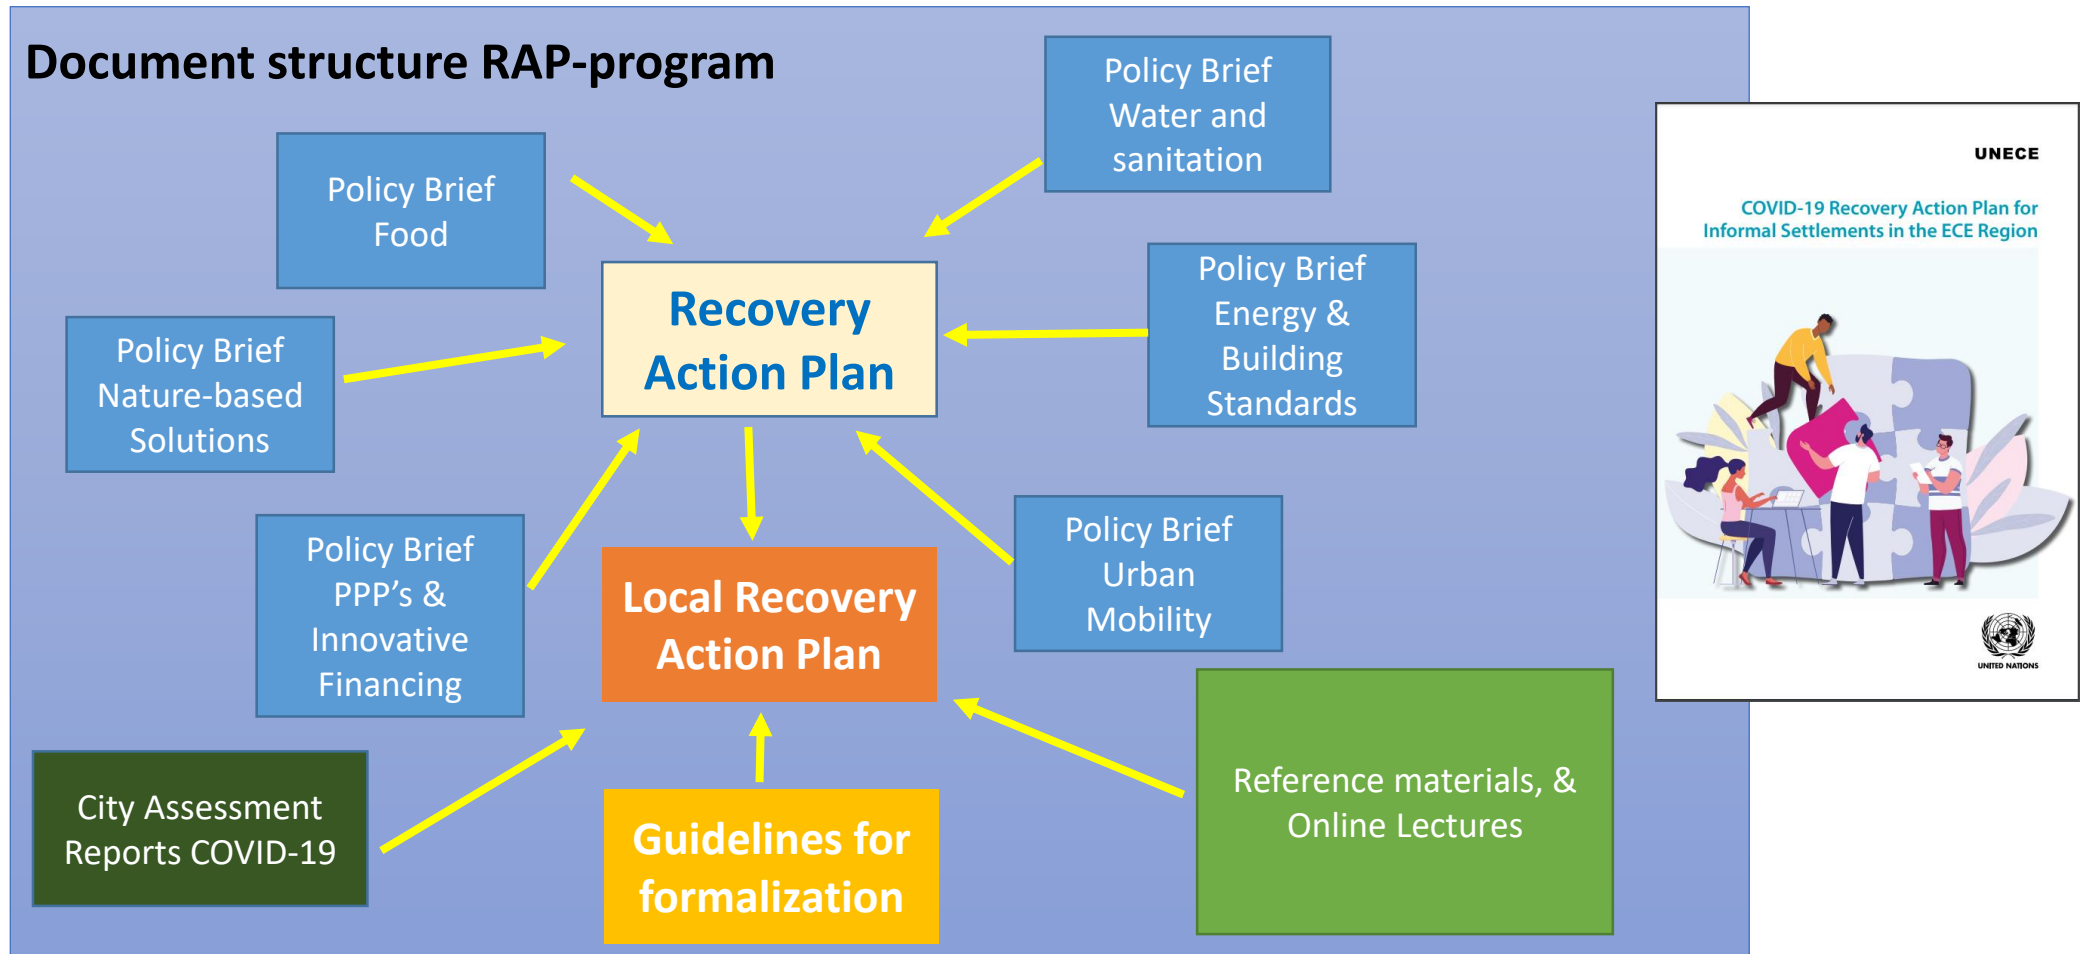 Document structure RAP-program
Policy Brief
Water and
sanitation
Policy Brief
Food
Policy Brief
Energy &
Building
Standards
Recovery
Action Plan
Policy Brief
Nature-based
Solutions
Policy Brief
PPP’s &
Innovative
Financing
Policy Brief
Urban
Mobility
Local Recovery
Action Plan
City Assessment
Reports COVID-19
Guidelines for
formalization
Reference materials, &
Online Lectures
UNECE
COVID-19 Recovery Action Plan for
Informal Settlements in the ECE Region
UNITED NATIONS